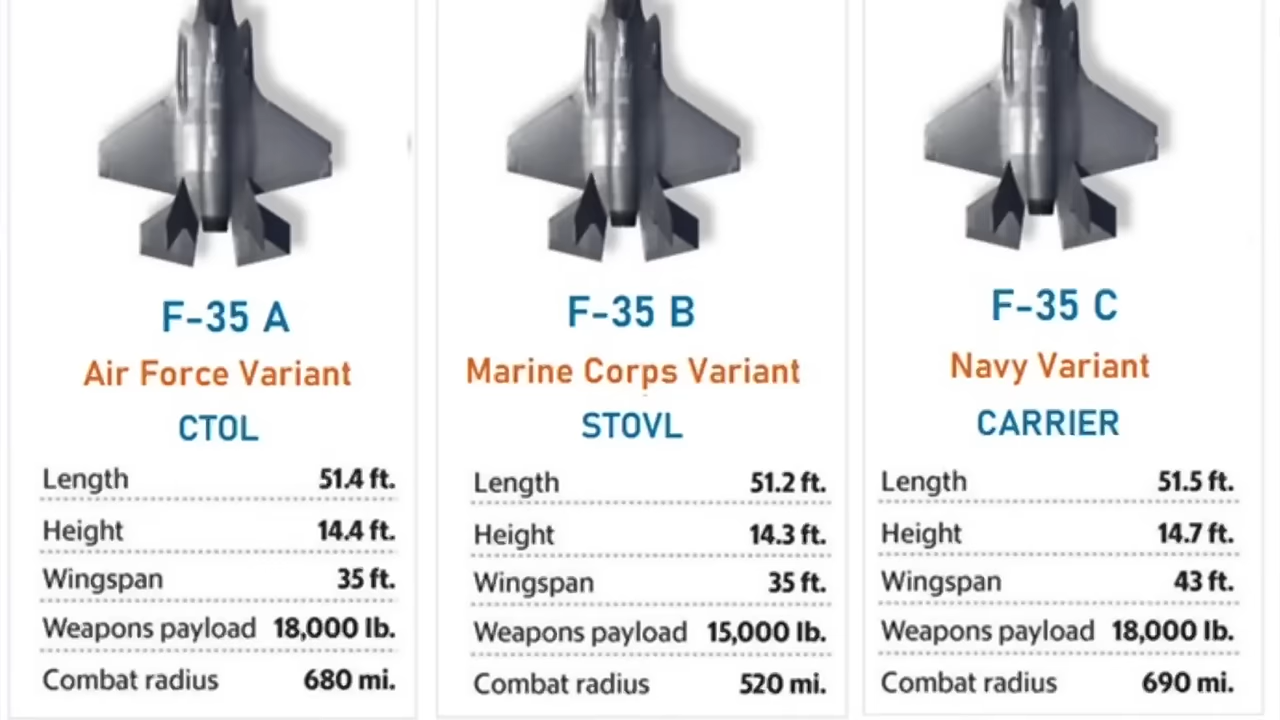 F-35 A
Air Force Variant
CTOL
Length 51.4 ft.
Height 14.4 ft.
Wingspan 35 ft.
Weapons payload 18,000 lb.
Combat radius 680 mi.
F-35 B
Marine Corps Variant
STOVL
Length 51.2 ft.
Height 14.3 ft.
Wingspan 35 ft.
Weapons payload 15,000 lb.
Combat radius 520 mi.
F-35 C
Navy Variant
CARRIER
Length 51.5 ft.
Height 14.7 ft.
Wingspan 43 ft.
Weapons payload 18,000 lb.
Combat radius 690 mi.